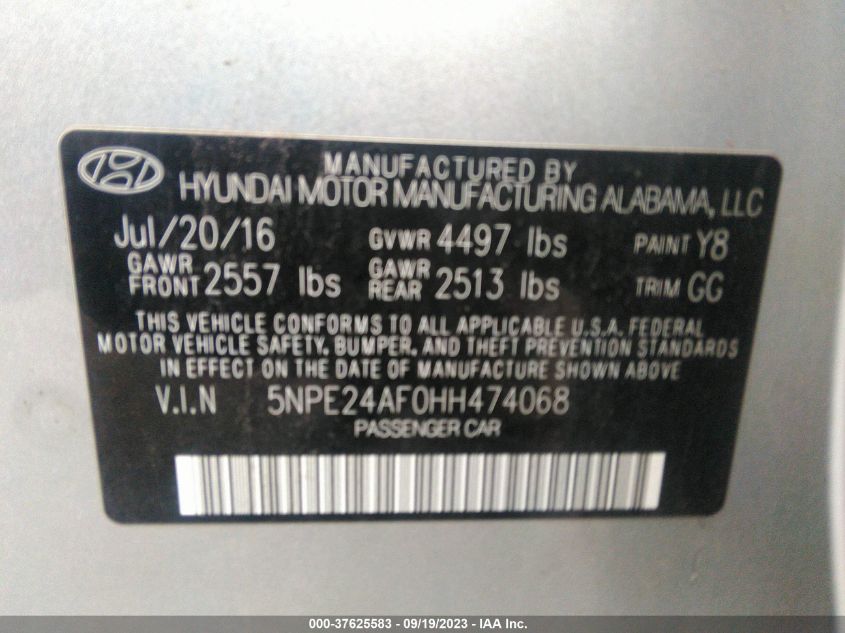 MANUFACTURED BY
HYUNDAI MOTOR MANUFACTURING ALABAMA, LLC
Jul/20/16 GVWR 4497 lbs PAINT Y8
GAWR FRONT 2557 lbs GAWR REAR 2513 lbs TRIM GG
THIS VEHICLE CONFORMS TO ALL APPLICABLE U.S.A. FEDERAL
MOTOR VEHICLE SAFETY, BUMPER, AND THEFT PREVENTION STANDARDS
IN EFFECT ON THE DATE OF MANUFACTURE SHOWN ABOVE
V.I.N 5NPE24AF0HH474068
PASSENGER CAR
000-37625583 - 09/19/2023 - IAA Inc.